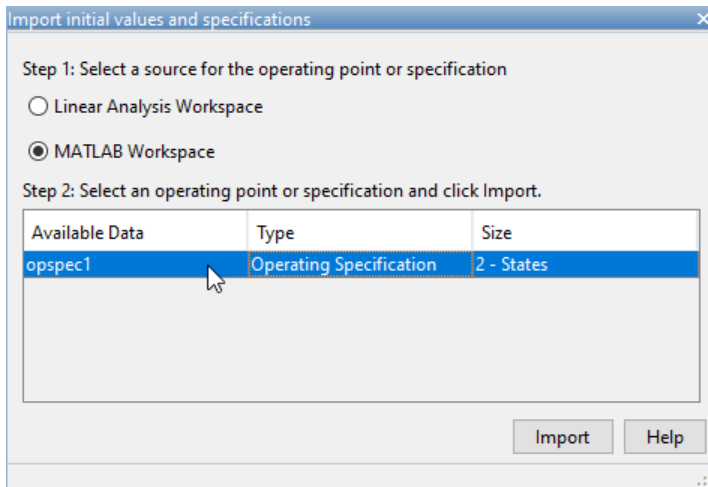 Import initial values and specifications
Step 1: Select a source for the operating point or specification
Linear Analysis Workspace
MATLAB Workspace
Step 2: Select an operating point or specification and click Import.
Available Data Type Size
opspec1 Operating Specification 2 - States
Import Help